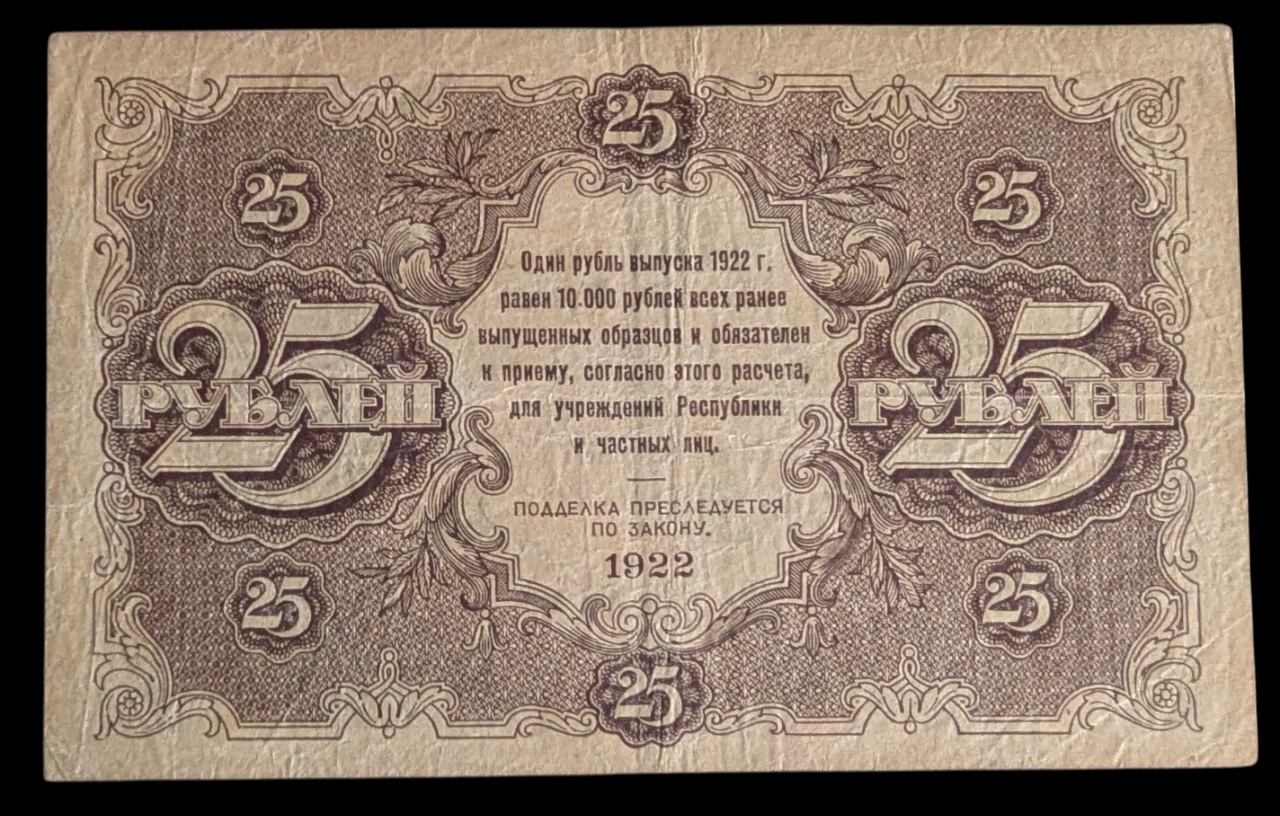 25
25
25
25 РУБЛЕЙ
25 РУБЛЕЙ
Один рубль выпуска 1922 г.
равен 10.000 рублей всех ранее
выпущенных образцов и обязателен
к приему, согласно этого расчета,
для учреждений Республики
и частных лиц.
ПОДДЕЛКА ПРЕСЛЕДУЕТСЯ
ПО ЗАКОНУ.
1922
25
25
25